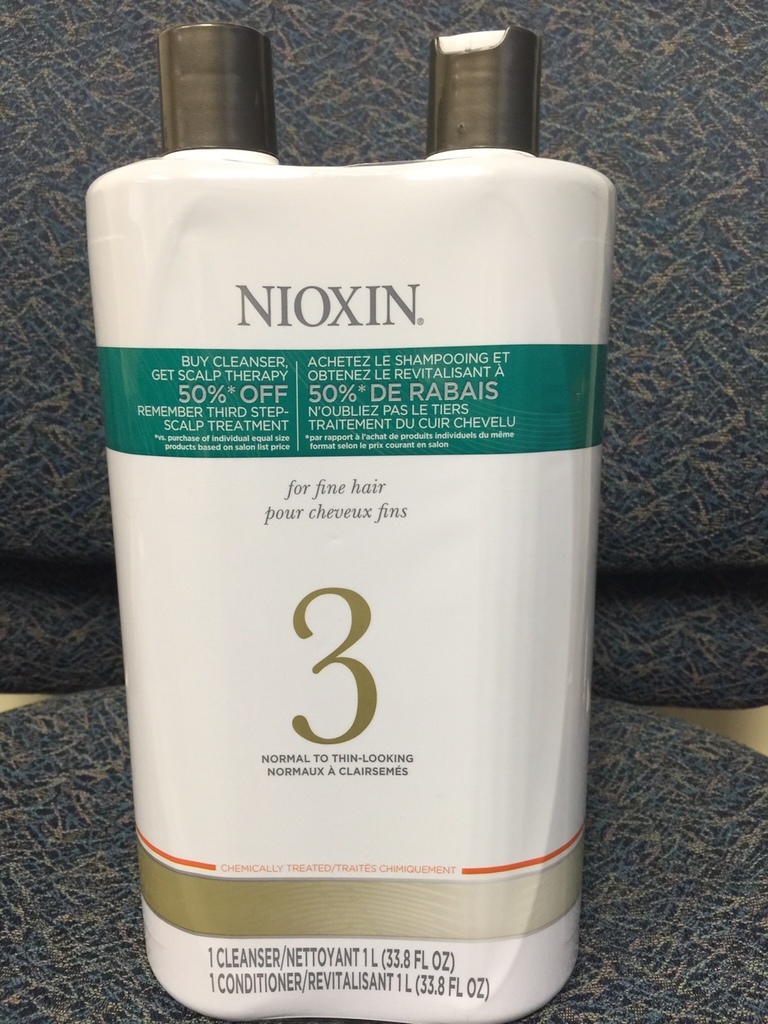 NIOXIN®
BUY CLEANSER,
GET SCALP THERAPY
50%* OFF
REMEMBER THIRD STEP-
SCALP TREATMENT
*vs. purchase of individual equal size
products based on salon list price
ACHETEZ LE SHAMPOOING ET
OBTENEZ LE REVITALISANT À
50%* DE RABAIS
N'OUBLIEZ PAS LE TIERS
TRAITEMENT DU CUIR CHEVELU
*par rapport à l'achat de produits individuels du même
format selon le prix courant en salon
for fine hair
pour cheveux fins
3
NORMAL TO THIN-LOOKING
NORMAUX À CLAIRSEMÉS
CHEMICALLY TREATED/TRAITÉS CHIMIQUEMENT
1 CLEANSER/NETTOYANT 1 L (33.8 FL OZ)
1 CONDITIONER/REVITALISANT 1 L (33.8 FL OZ)